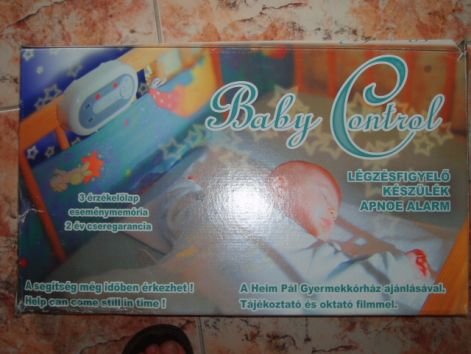 Baby Control
LÉGZÉSFIGYELŐ
KÉSZÜLÉK
APNOE ALARM
3 érzékelőlap
eseménymemória
2 év cseregarancia
A segítség még időben érkezhet !
Help can come still in time !
A Heim Pál Gyermekkórház ajánlásával.
Tájékoztató és oktató filmmel.